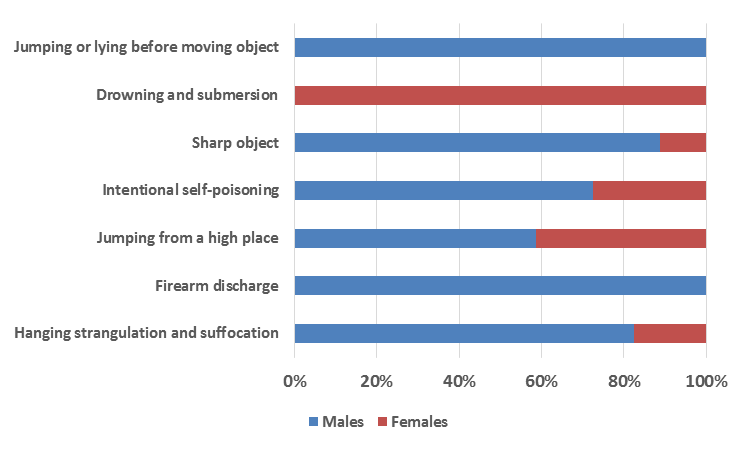 Jumping or lying before moving object
Drowning and submersion
Sharp object
Intentional self-poisoning
Jumping from a high place
Firearm discharge
Hanging strangulation and suffocation
0% 20% 40% 60% 80% 100%
Males Females